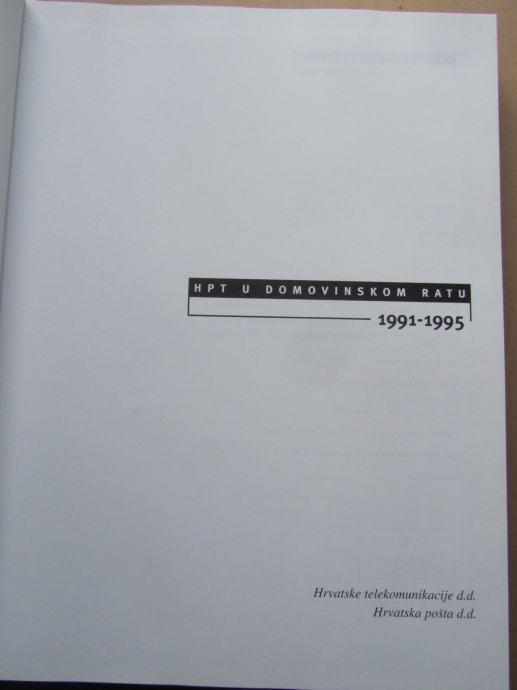 HPT U DOMOVINSKOM RATU
1991-1995
Hrvatske telekomunikacije d.d.
Hrvatska pošta d.d.